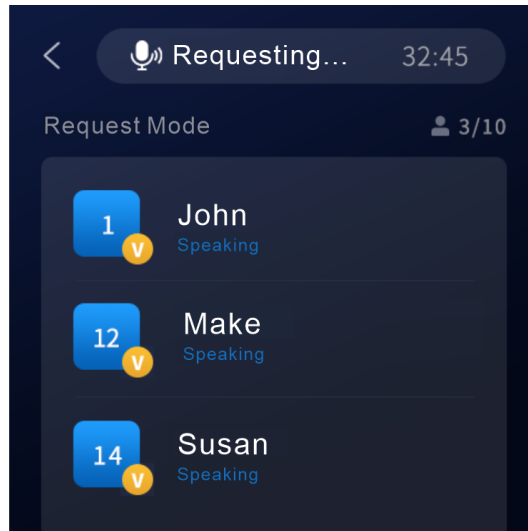 Requesting... 32:45
Request Mode 3/10
1 John
V Speaking
12 Make
V Speaking
14 Susan
V Speaking